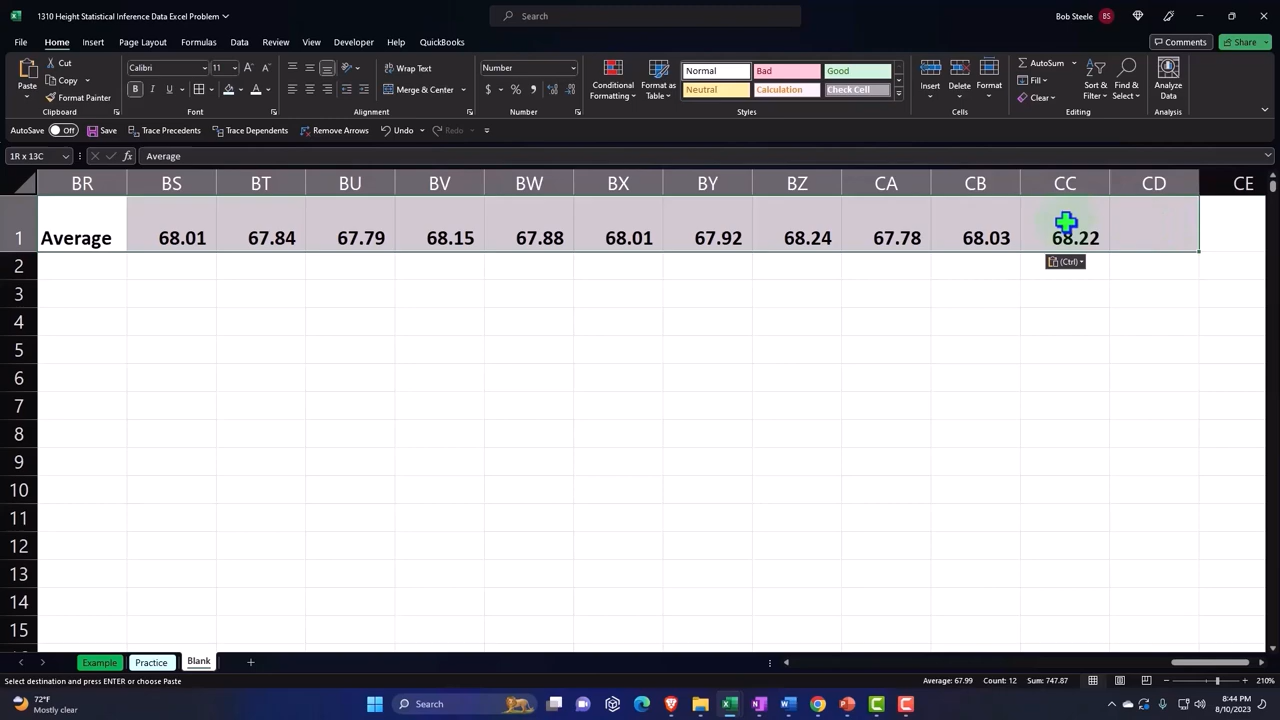 1310 Height Statistical Inference Data Excel Problem
Search
Bob Steele BS
File Home Insert Page Layout Formulas Data Review View Developer Help QuickBooks Comments Share
Paste Cut Copy Format Painter Clipboard
Calibri 11 B I U Font
Wrap Text Merge & Center Alignment
Number $ % Number
Conditional Formatting Format as Table Normal Bad Good Neutral Calculation Check Cell Styles
Insert Delete Format Cells
AutoSum Fill Clear Sort & Filter Find & Select Editing
Analyze Data Analysis
AutoSave Off Save Trace Precedents Trace Dependents Remove Arrows Undo Redo
1R x 13C fx Average
BR BS BT BU BV BW BX BY BZ CA CB CC CD CE
1 Average 68.01 67.84 67.79 68.15 67.88 68.01 67.92 68.24 67.78 68.03 68.22
(Ctrl)
2
3
4
5
6
7
8
9
10
11
12
13
14
15
Example Practice Blank
Select destination and press ENTER or choose Paste Average: 67.99 Count: 12 Sum: 747.87 210%
72°F
Mostly clear
Search
8:44 PM
8/10/2023